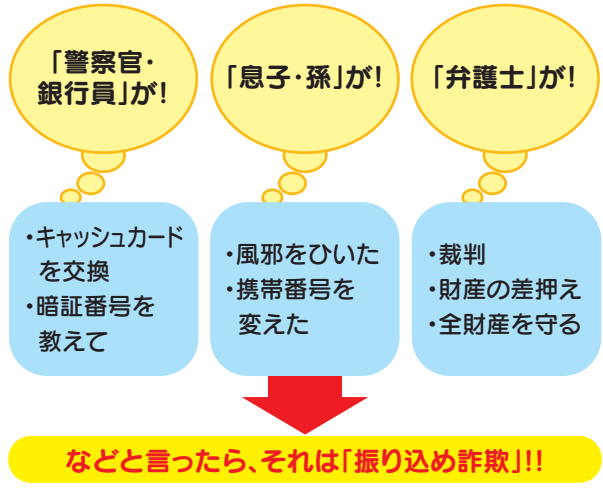 「警察官・
銀行員」が!
「息子・孫」が!
「弁護士」が!
・キャッシュカード
を交換
・暗証番号を
教えて
・風邪をひいた
・携帯番号を
変えた
・裁判
・財産の差押え
・全財産を守る
などと言ったら、それは「振り込め詐欺」!!